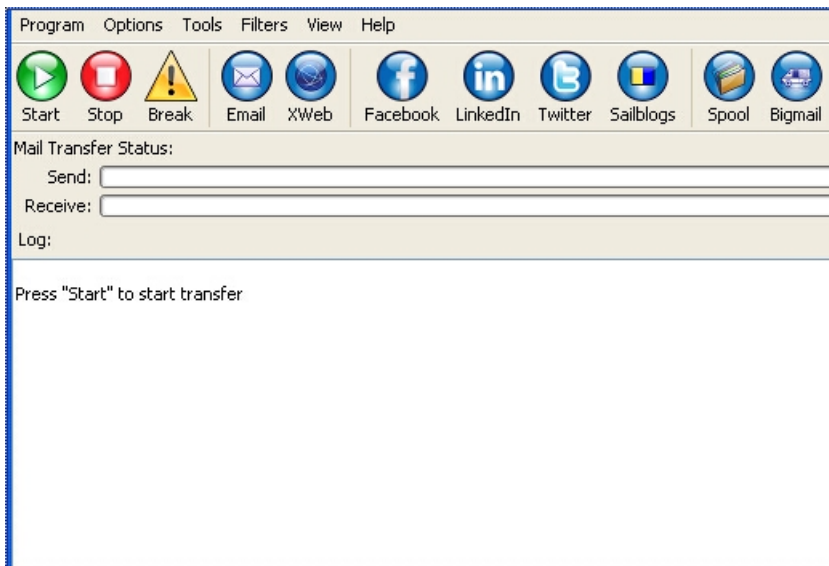 Program Options Tools Filters View Help
Start Stop Break Email XWeb Facebook LinkedIn Twitter Sailblogs Spool Bigmail
Mail Transfer Status:
Send:
Receive:
Log:
Press "Start" to start transfer